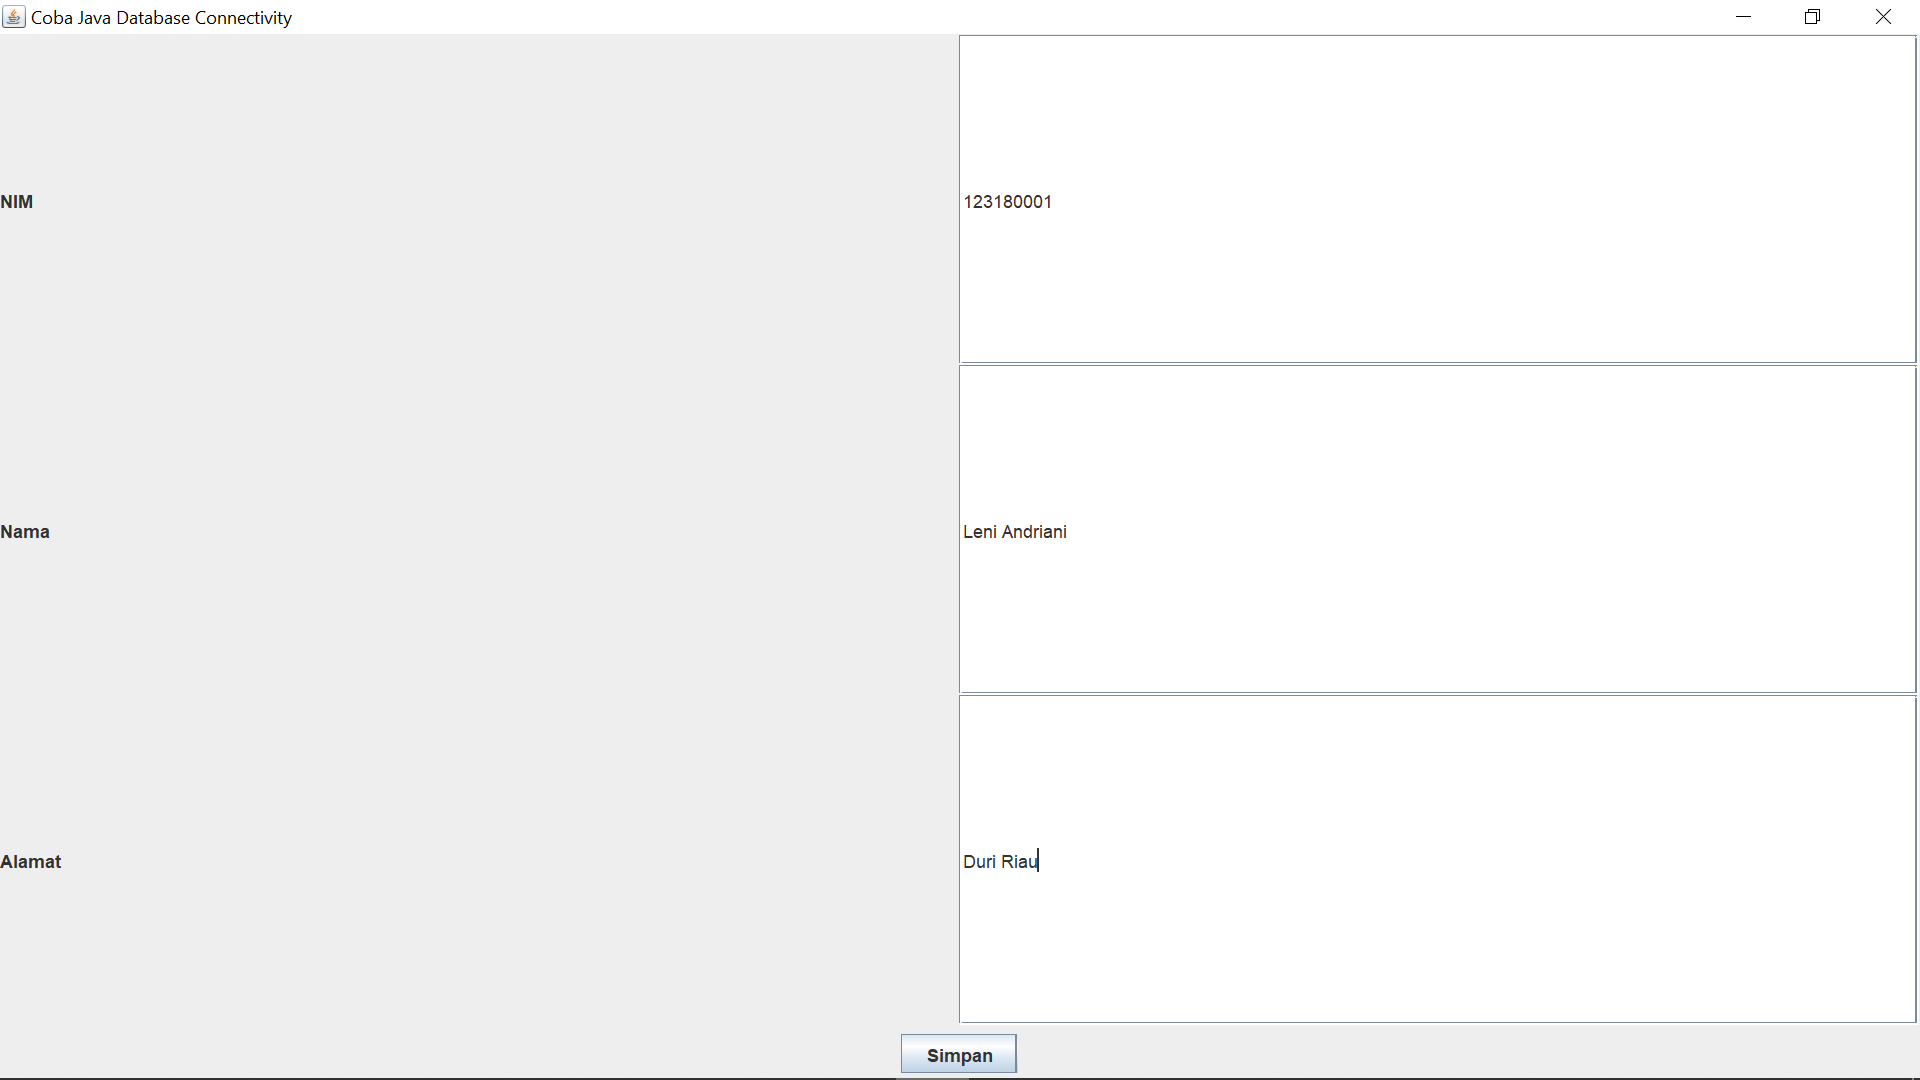 Coba Java Database Connectivity
NIM 123180001
Nama Leni Andriani
Alamat Duri Riau
Simpan